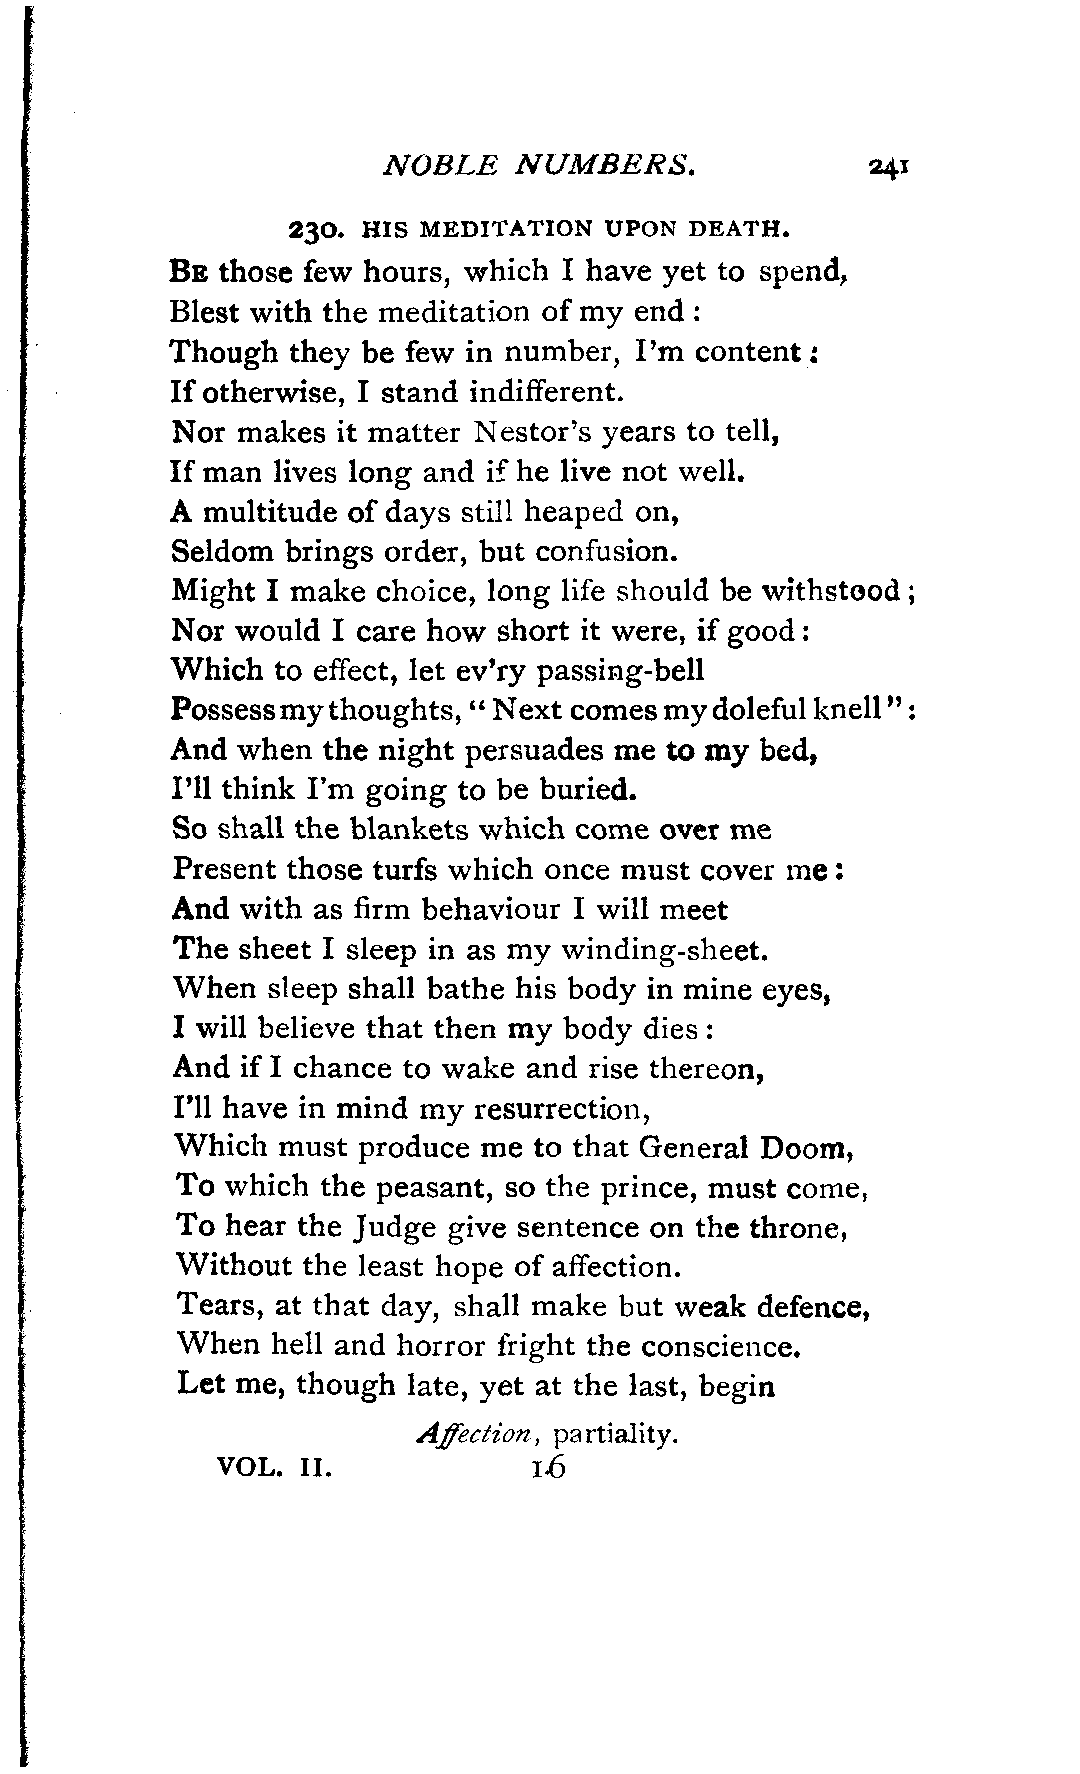 NOBLE NUMBERS. 241
230. HIS MEDITATION UPON DEATH.
BE those few hours, which I have yet to spend,
Blest with the meditation of my end :
Though they be few in number, I'm content ;
If otherwise, I stand indifferent.
Nor makes it matter Nestor's years to tell,
If man lives long and if he live not well.
A multitude of days still heaped on,
Seldom brings order, but confusion.
Might I make choice, long life should be withstood ;
Nor would I care how short it were, if good :
Which to effect, let ev'ry passing-bell
Possess my thoughts, " Next comes my doleful knell " :
And when the night persuades me to my bed,
I'll think I'm going to be buried.
So shall the blankets which come over me
Present those turfs which once must cover me :
And with as firm behaviour I will meet
The sheet I sleep in as my winding-sheet.
When sleep shall bathe his body in mine eyes,
I will believe that then my body dies :
And if I chance to wake and rise thereon,
I'll have in mind my resurrection,
Which must produce me to that General Doom,
To which the peasant, so the prince, must come,
To hear the Judge give sentence on the throne,
Without the least hope of affection.
Tears, at that day, shall make but weak defence,
When hell and horror fright the conscience.
Let me, though late, yet at the last, begin
Affection, partiality.
VOL. II. 16